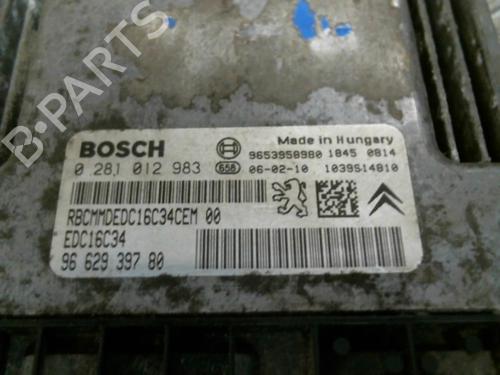 B-PARTS
BOSCH
0 281 012 983
658
Made in Hungary
9653958980 1845 0814
06-02-10 1039S14810
RBCMMDEDC16C34CEM 00
EDC16C34
96 629 397 80